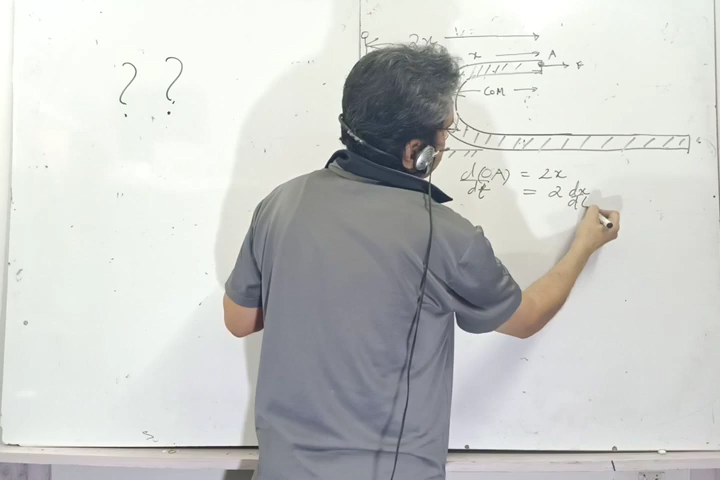 ? ?
2x
x A
F
COM
d(OA) = 2x
dt
= 2 dx
dt